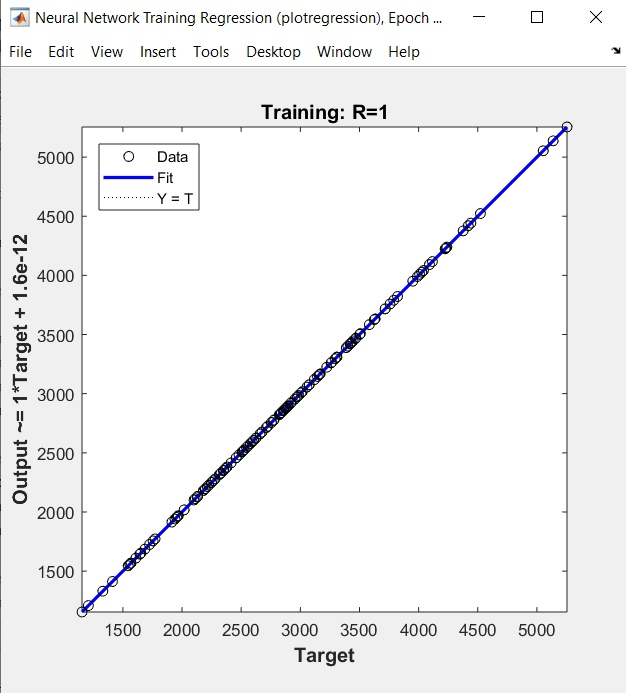 Neural Network Training Regression (plotregression), Epoch ...
File Edit View Insert Tools Desktop Window Help
Training: R=1
Data
Fit
Y = T
Output ~= 1*Target + 1.6e-12
5000
4500
4000
3500
3000
2500
2000
1500
1500 2000 2500 3000 3500 4000 4500 5000
Target